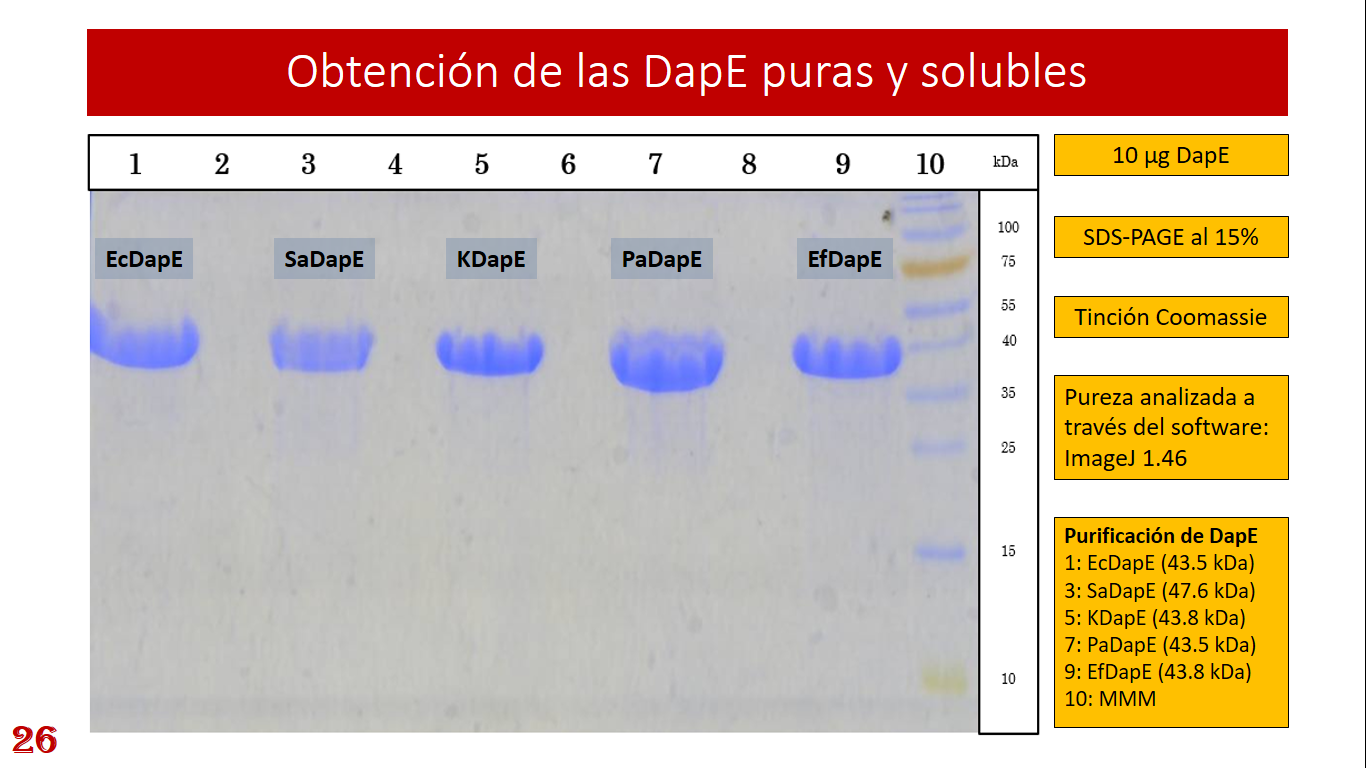 Obtención de las DapE puras y solubles
1 2 3 4 5 6 7 8 9 10 kDa
EcDapE SaDapE KDapE PaDapE EfDapE
100
75
55
40
35
25
15
10
10 µg DapE
SDS-PAGE al 15%
Tinción Coomassie
Pureza analizada a
través del software:
ImageJ 1.46
Purificación de DapE
1: EcDapE (43.5 kDa)
3: SaDapE (47.6 kDa)
5: KDapE (43.8 kDa)
7: PaDapE (43.5 kDa)
9: EfDapE (43.8 kDa)
10: MMM
26